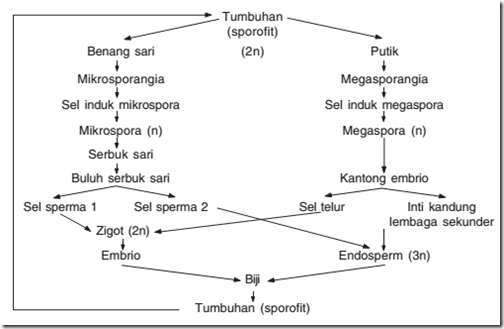 Tumbuhan
(sporofit)
Benang sari (2n) Putik
Mikrosporangia Megasporangia
Sel induk mikrospora Sel induk megaspora
Mikrospora (n) Megaspora (n)
Serbuk sari
Buluh serbuk sari Kantong embrio
Sel sperma 1 Sel sperma 2 Sel telur Inti kandung
lembaga sekunder
Zigot (2n)
Embrio Endosperm (3n)
Biji
Tumbuhan (sporofit)